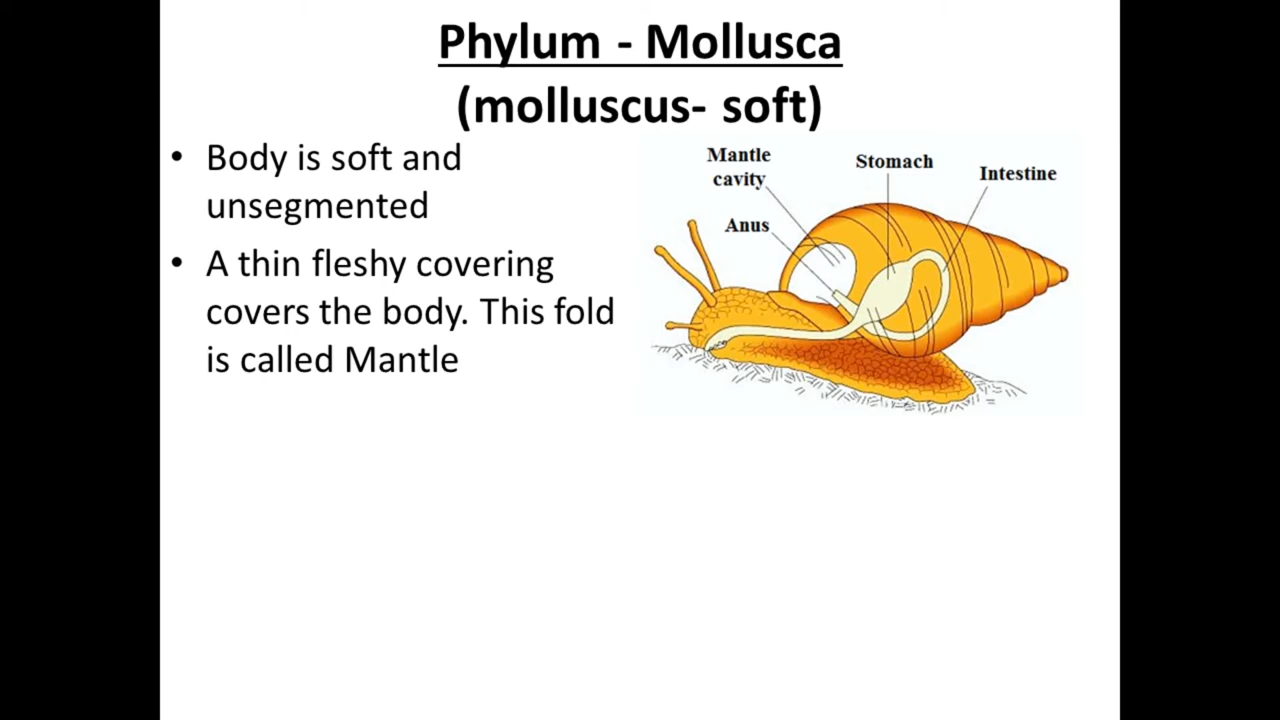 Phylum - Mollusca
(molluscus- soft)
• Body is soft and
unsegmented
• A thin fleshy covering
covers the body. This fold
is called Mantle
Mantle
cavity
Stomach
Intestine
Anus